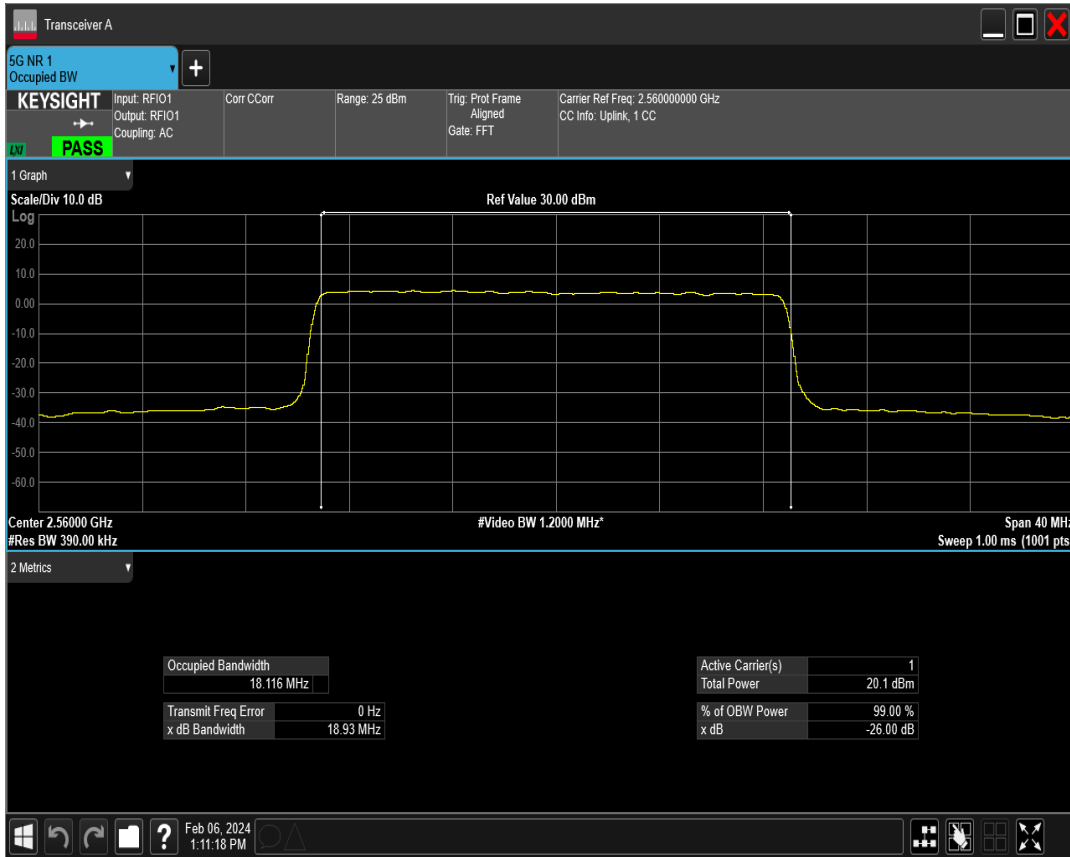 Transceiver A
5G NR 1
Occupied BW
+
KEYSIGHT
LXI
PASS
Input: RFIO1
Output: RFIO1
Coupling: AC
Corr CCorr
Range: 25 dBm
Trig: Prot Frame
Aligned
Gate: FFT
Carrier Ref Freq: 2.560000000 GHz
CC Info: Uplink, 1 CC
1 Graph
Scale/Div 10.0 dB
Ref Value 30.00 dBm
Log
20.0
10.0
0.00
-10.0
-20.0
-30.0
-40.0
-50.0
-60.0
Center 2.56000 GHz
#Video BW 1.2000 MHz*
Span 40 MHz
#Res BW 390.00 kHz
Sweep 1.00 ms (1001 pts
2 Metrics
Occupied Bandwidth
18.116 MHz
Transmit Freq Error 0 Hz
x dB Bandwidth 18.93 MHz
Active Carrier(s) 1
Total Power 20.1 dBm
% of OBW Power 99.00 %
x dB -26.00 dB
?
Feb 06, 2024
1:11:18 PM